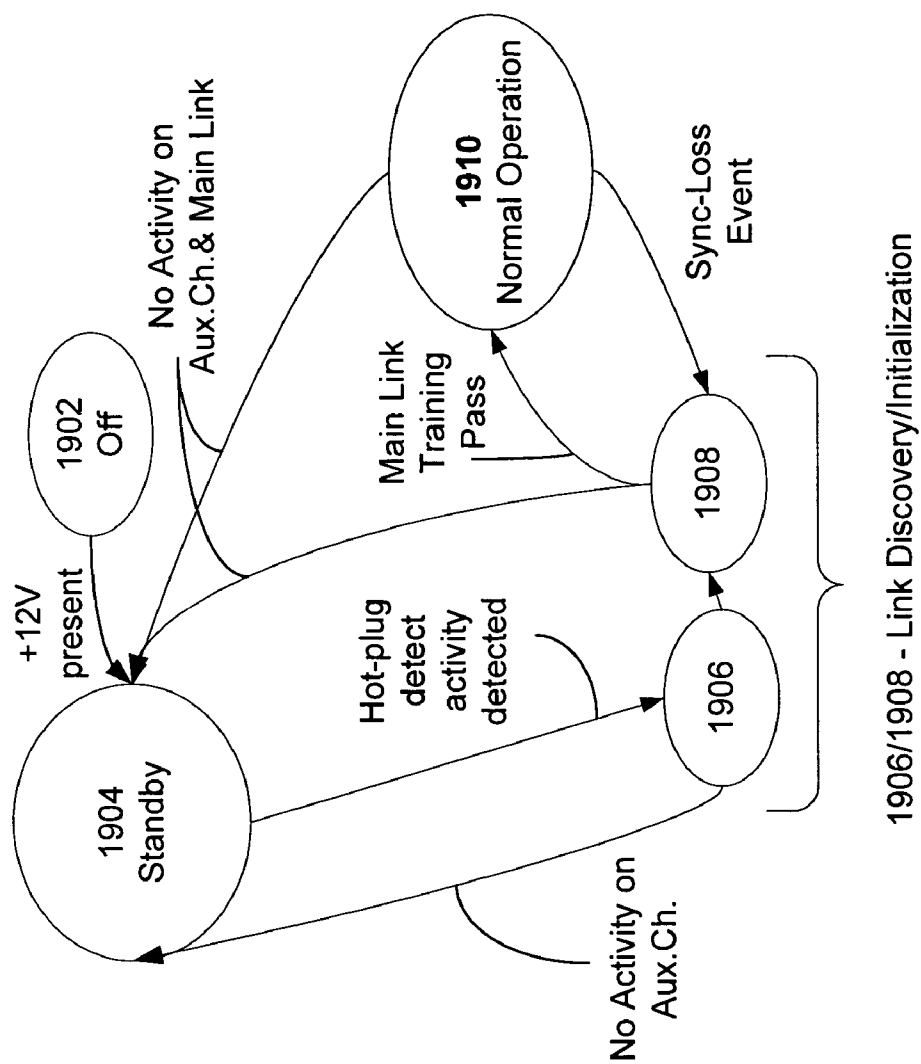 1902
Off
+12V
present
No Activity on
Aux.Ch.& Main Link
1904
Standby
1910
Normal Operation
Main Link
Training
Pass
Hot-plug
detect
activity
detected
Sync-Loss
Event
1908
1906
No Activity on
Aux.Ch.
1906/1908 - Link Discovery/Initialization